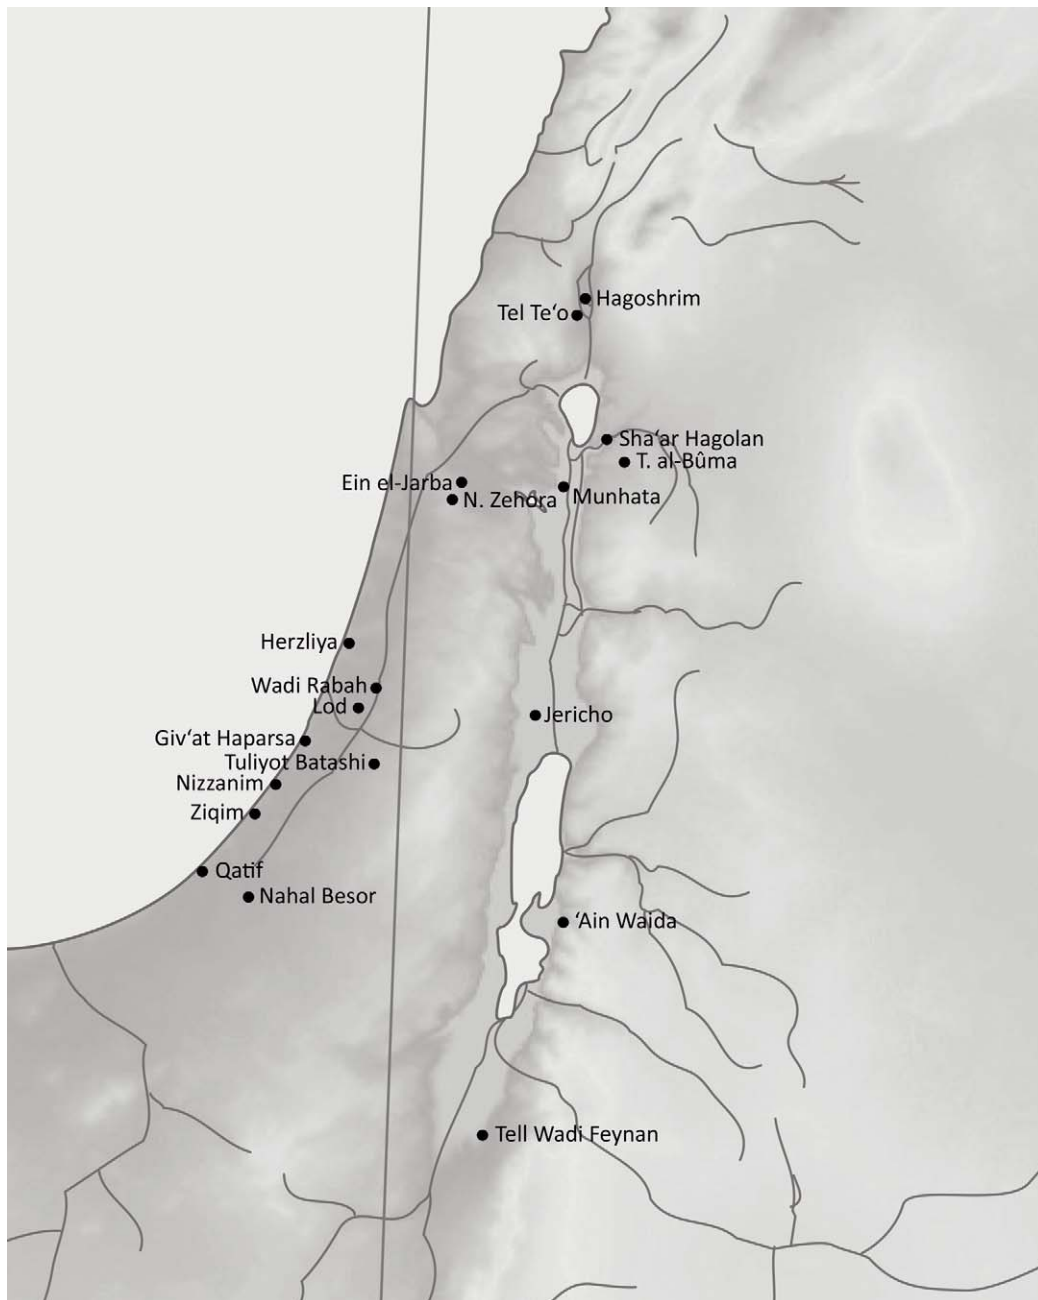 Hagoshrim
Tel Te‘o
Sha‘ar Hagolan
T. al-Bûma
Ein el-Jarba
N. Zehora
Munhata
Herzliya
Wadi Rabah
Lod
Jericho
Giv‘at Haparsa
Tuliyot Batashi
Nizzanim
Ziqim
Qatif
Nahal Besor
‘Ain Waida
Tell Wadi Feynan